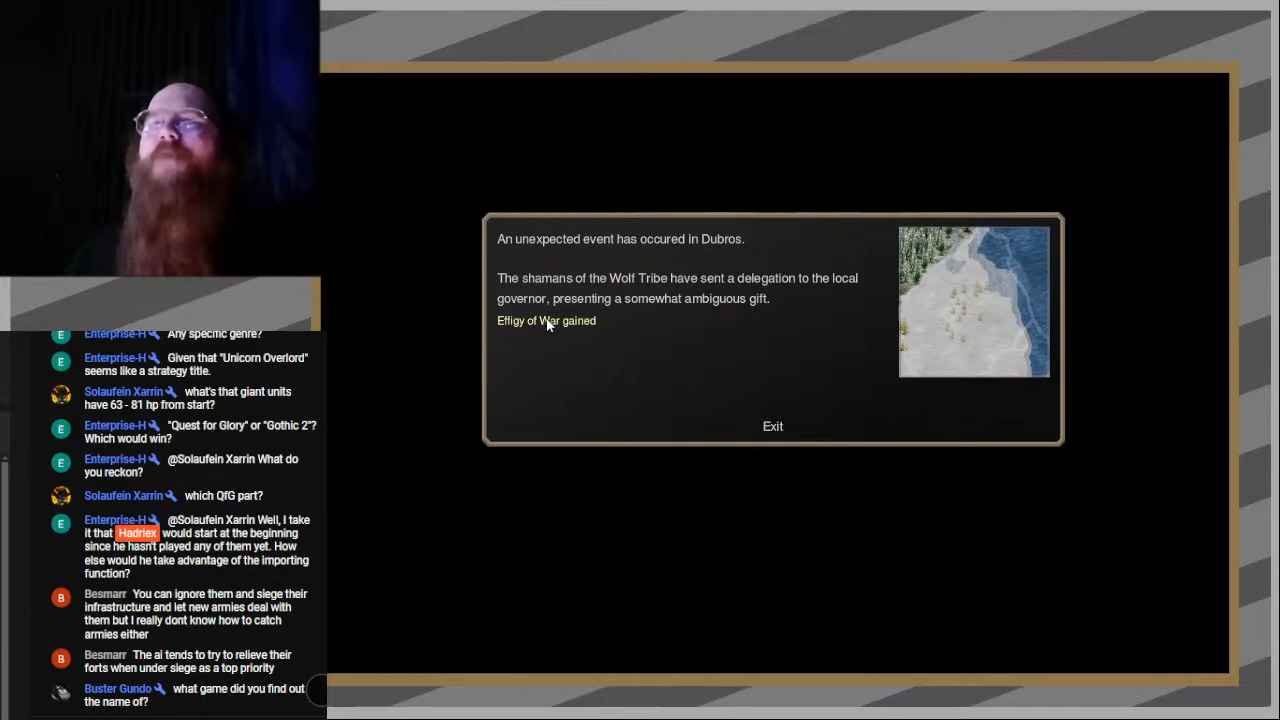 An unexpected event has occured in Dubros.
The shamans of the Wolf Tribe have sent a delegation to the local
governor, presenting a somewhat ambiguous gift.
Effigy of War gained
Exit
E Enterprise-H Any specific genre?
E Enterprise-H Given that "Unicorn Overlord"
seems like a strategy title.
Solaufein Xarrin what's that giant units
have 63 - 81 hp from start?
E Enterprise-H "Quest for Glory" or "Gothic 2"?
Which would win?
E Enterprise-H @Solaufein Xarrin What do
you reckon?
Solaufein Xarrin which QfG part?
E Enterprise-H @Solaufein Xarrin Well, I take
it that Hadriex would start at the beginning
since he hasn't played any of them yet. How
else would he take advantage of the importing
function?
B Besmarr You can ignore them and siege their
infrastructure and let new armies deal with
them but I really dont know how to catch
armies either
B Besmarr The ai tends to try to relieve their
forts when under siege as a top priority
Buster Gundo what game did you find out
the name of?